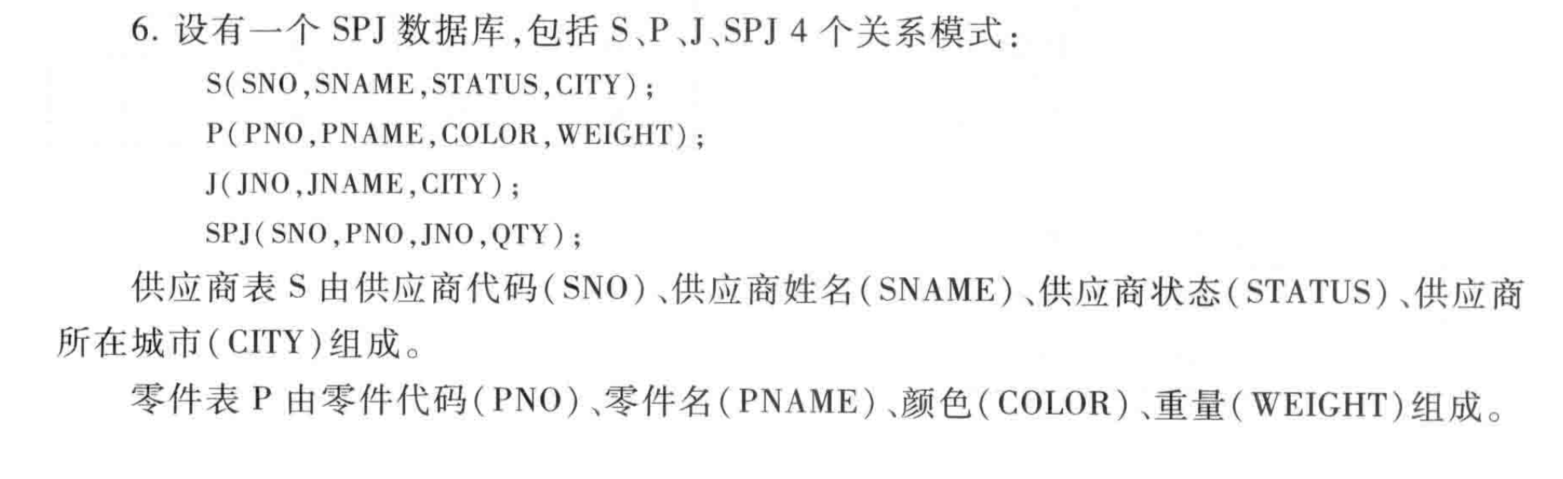 6. 设有一个 SPJ 数据库,包括 S、P、J、SPJ 4 个关系模式:
S(SNO,SNAME,STATUS,CITY);
P(PNO,PNAME,COLOR,WEIGHT);
J(JNO,JNAME,CITY);
SPJ(SNO,PNO,JNO,QTY);
供应商表 S 由供应商代码(SNO)、供应商姓名(SNAME)、供应商状态(STATUS)、供应商
所在城市(CITY)组成。
零件表 P 由零件代码(PNO)、零件名(PNAME)、颜色(COLOR)、重量(WEIGHT)组成。